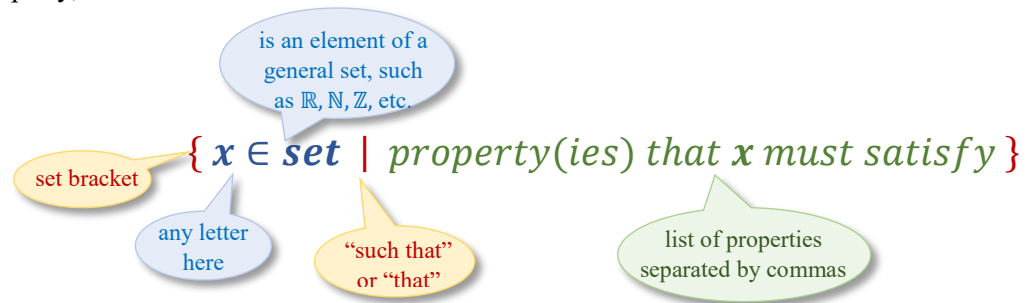 is an element of a
general set, such
as ℝ, ℕ, ℤ, etc.
{ x ∈ set | property(ies) that x must satisfy }
set bracket
any letter
here
“such that”
or “that”
list of properties
separated by commas